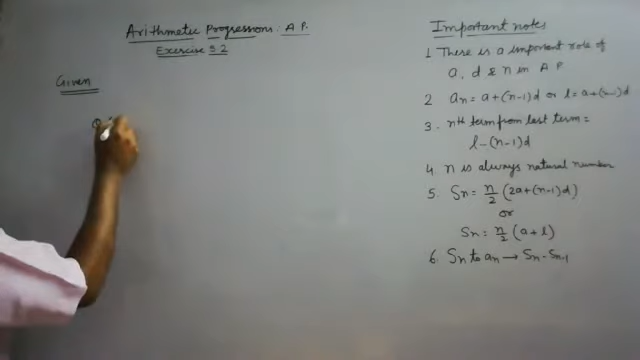 Arithmetic Progressions: A.P.
Exercise 5.2
Given
Important notes
1 There is a important role of
a, d & n in A P
2 an = a+(n-1)d or l = a+(n-1)d
3. nth term from last term =
l-(n-1)d
4. n is always natural number
5. Sn = n/2 (2a+(n-1)d)
or
Sn = n/2 (a+l)
6. Sn to an → Sn-Sn-1